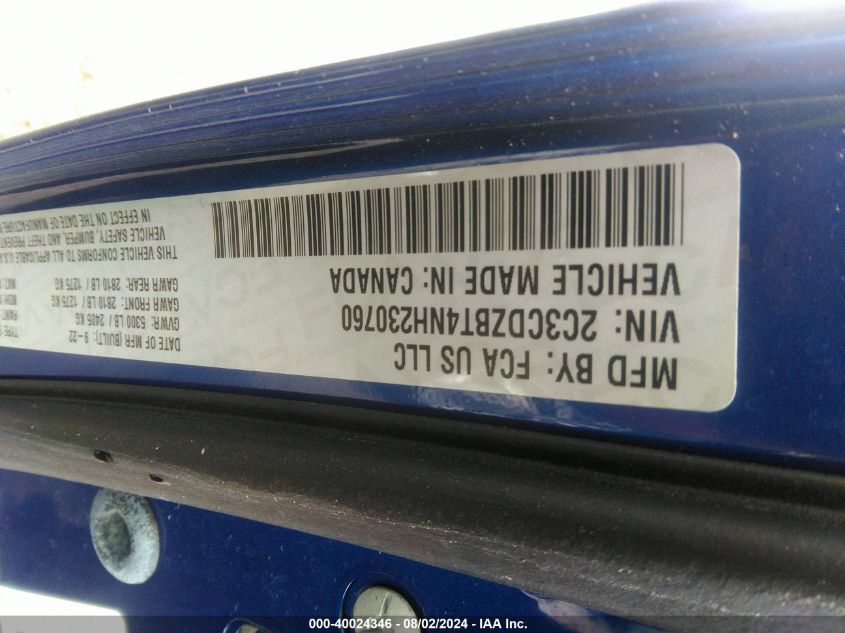 MFD BY: FCA US LLC
VIN: 2C3CDZBT4NH230760
VEHICLE MADE IN: CANADA
DATE OF MFR (BUILT): 9-22
GVWR: 5300 LB / 2405 KG
GAWR FRONT: 2810 LB / 1275 KG
GAWR REAR: 2810 LB / 1275 KG
THIS VEHICLE CONFORMS TO ALL APPLICABLE U.S.A
VEHICLE SAFETY, BUMPER, AND THEFT PREVENT
IN EFFECT ON THE DATE OF MANUFACTURE
000-40024346 - 08/02/2024 - IAA Inc.